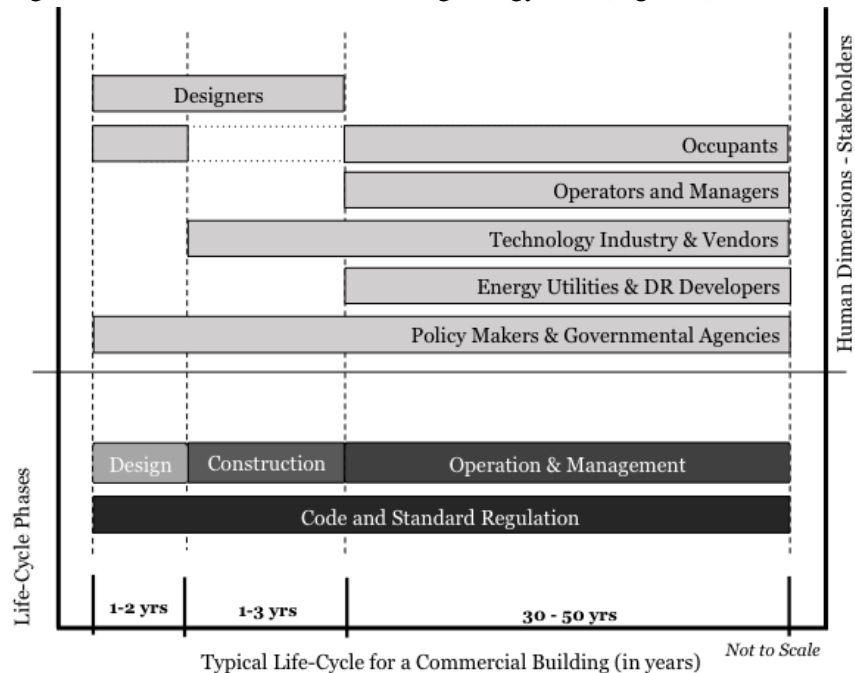 Designers
Occupants
Operators and Managers
Technology Industry & Vendors
Energy Utilities & DR Developers
Policy Makers & Governmental Agencies
Human Dimensions - Stakeholders
Design
Construction
Operation & Management
Code and Standard Regulation
Life-Cycle Phases
1-2 yrs
1-3 yrs
30 - 50 yrs
Not to Scale
Typical Life-Cycle for a Commercial Building (in years)